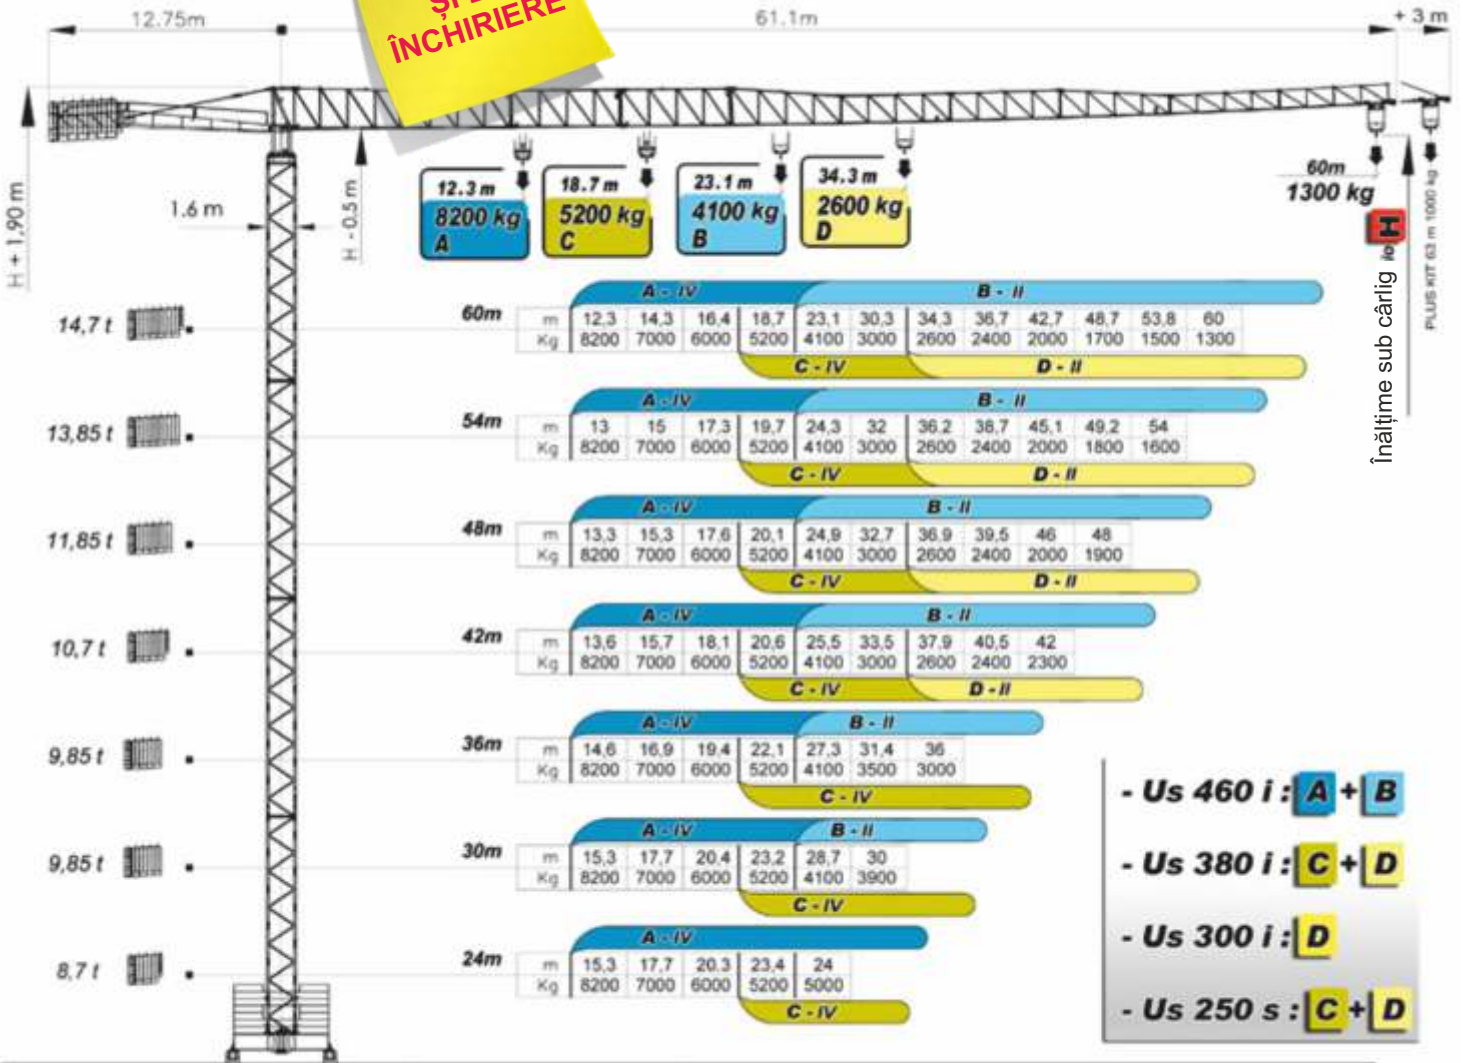 12.75m
61.1m
+ 3 m
ÎNCHIRIERE
H + 1,90 m
1.6 m
H - 0.5 m
12.3 m
8200 kg
A
18.7 m
5200 kg
C
23.1 m
4100 kg
B
34.3 m
2600 kg
D
60m
1300 kg
H
Înălțime sub cârlig
PLUS KIT 63 m 1000 kg
14,7 t
60m
A - IV B - II
m 12,3 14,3 16,4 18,7 23,1 30,3 34,3 36,7 42,7 48,7 53,8 60
Kg 8200 7000 6000 5200 4100 3000 2600 2400 2000 1700 1500 1300
C - IV D - II
13,85 t
54m
A - IV B - II
m 13 15 17,3 19,7 24,3 32 36,2 38,7 45,1 49,2 54
Kg 8200 7000 6000 5200 4100 3000 2600 2400 2000 1800 1600
C - IV D - II
11,85 t
48m
A - IV B - II
m 13,3 15,3 17,6 20,1 24,9 32,7 36,9 39,5 46 48
Kg 8200 7000 6000 5200 4100 3000 2600 2400 2000 1900
C - IV D - II
10,7 t
42m
A - IV B - II
m 13,6 15,7 18,1 20,6 25,5 33,5 37,9 40,5 42
Kg 8200 7000 6000 5200 4100 3000 2600 2400 2300
C - IV D - II
9,85 t
36m
A - IV B - II
m 14,6 16,9 19,4 22,1 27,3 31,4 36
Kg 8200 7000 6000 5200 4100 3500 3000
C - IV
9,85 t
30m
A - IV B - II
m 15,3 17,7 20,4 23,2 28,7 30
Kg 8200 7000 6000 5200 4100 3900
C - IV
8,7 t
24m
A - IV
m 15,3 17,7 20,3 23,4 24
Kg 8200 7000 6000 5200 5000
C - IV
- Us 460 i : A + B
- Us 380 i : C + D
- Us 300 i : D
- Us 250 s : C + D